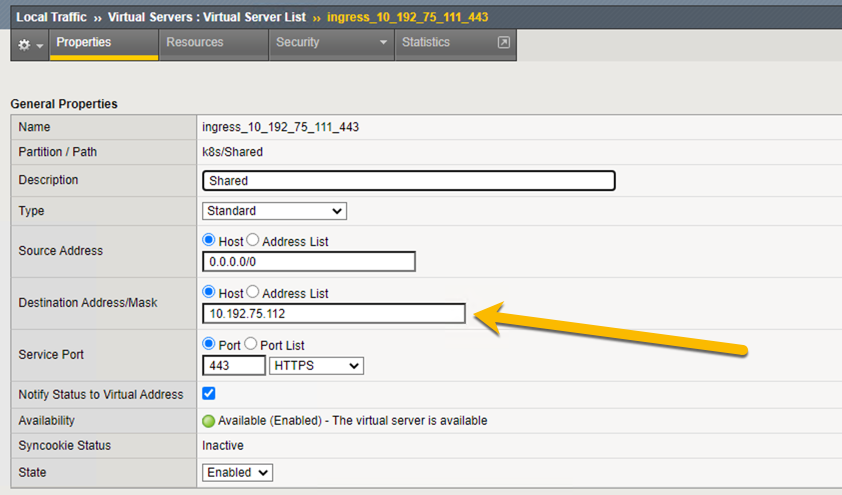 Local Traffic ›› Virtual Servers : Virtual Server List ›› ingress_10_192_75_111_443
Properties Resources Security Statistics
General Properties
Name ingress_10_192_75_111_443
Partition / Path k8s/Shared
Description Shared
Type Standard
Source Address Host Address List
0.0.0.0/0
Destination Address/Mask Host Address List
10.192.75.112
Service Port Port Port List
443 HTTPS
Notify Status to Virtual Address
Availability Available (Enabled) - The virtual server is available
Syncookie Status Inactive
State Enabled